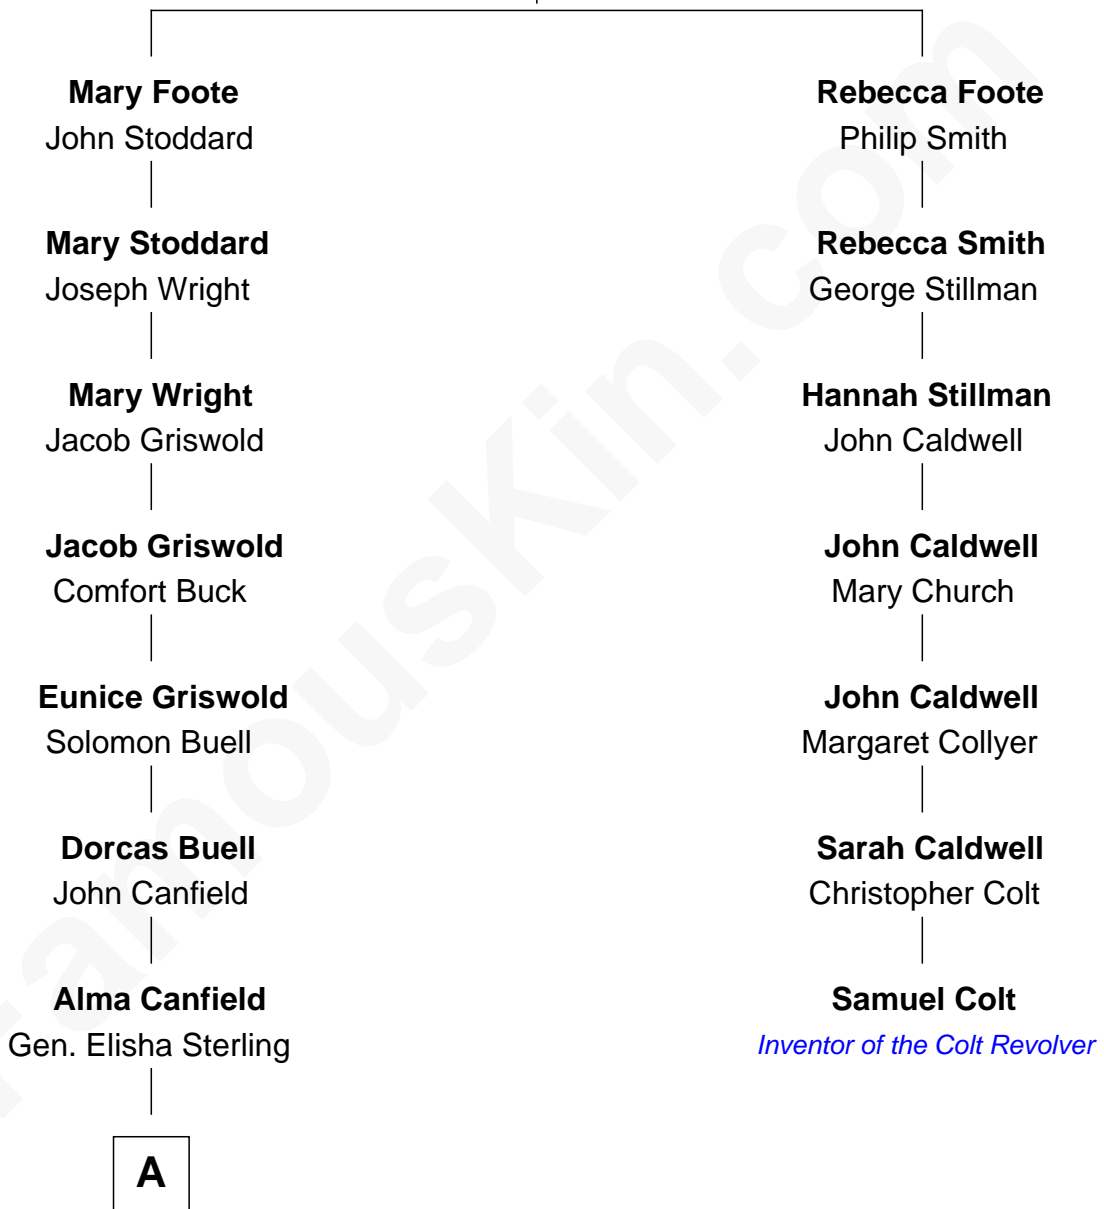 Mary Foote
John Stoddard
Rebecca Foote
Philip Smith
Mary Stoddard
Joseph Wright
Rebecca Smith
George Stillman
Mary Wright
Jacob Griswold
Hannah Stillman
John Caldwell
Jacob Griswold
Comfort Buck
John Caldwell
Mary Church
Eunice Griswold
Solomon Buell
John Caldwell
Margaret Collyer
Dorcas Buell
John Canfield
Sarah Caldwell
Christopher Colt
Alma Canfield
Gen. Elisha Sterling
Samuel Colt
Inventor of the Colt Revolver
A
FamousKin.com